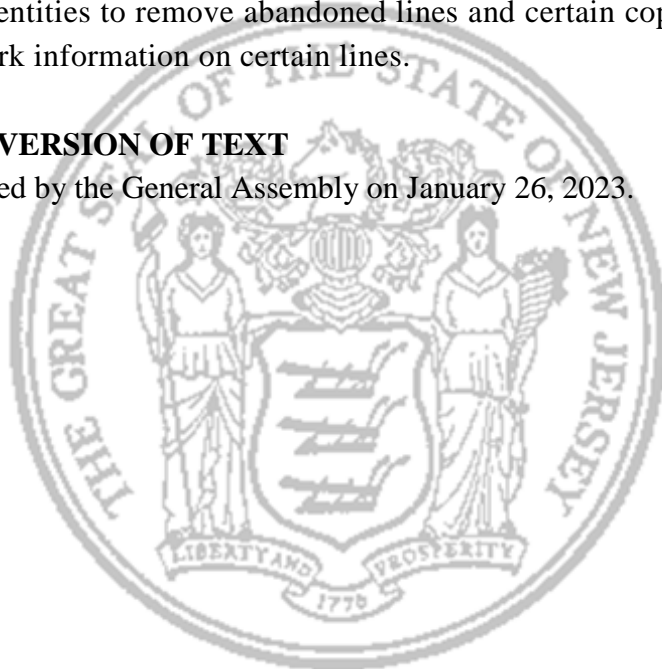 entities to remove abandoned lines and certain cop
rk information on certain lines.
VERSION OF TEXT
ed by the General Assembly on January 26, 2023.
THE GREAT SEAL OF THE STATE OF NEW JERSEY
LIBERTY AND PROSPERITY
1776